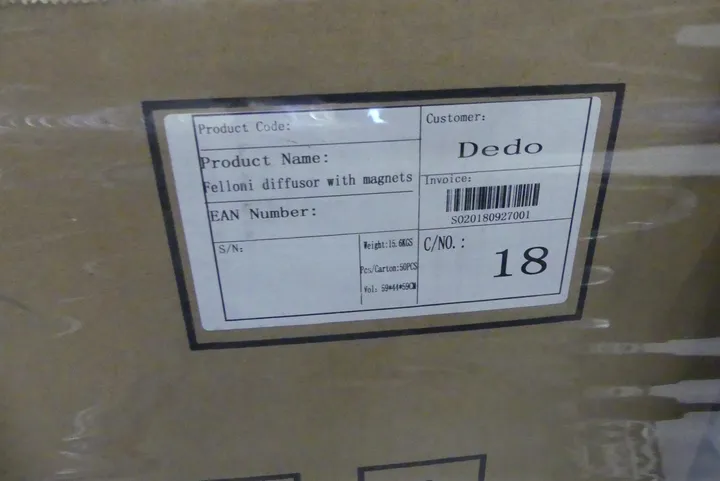 Product Code:
Product Name:
Felloni diffusor with magnets
EAN Number:
S/N:
Weight:15.6KGS
Pcs/Carton:50PCS
Vol: 59*44*59CM
Customer:
Dedo
Invoice:
S020180927001
C/NO.:
18